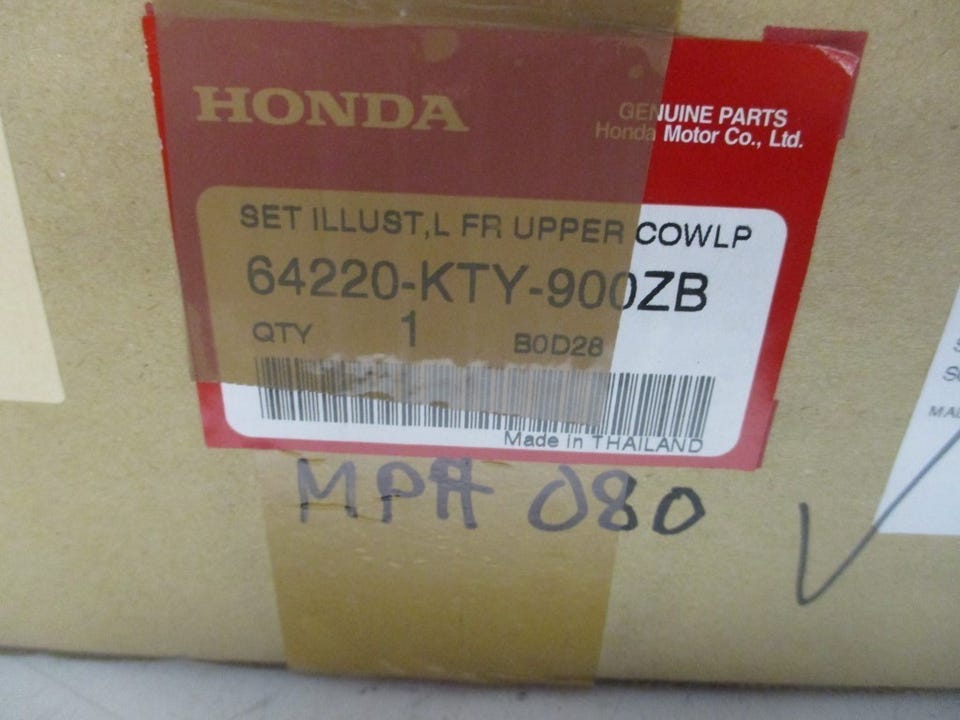 HONDA
GENUINE PARTS
Honda Motor Co., Ltd.
SET ILLUST,L FR UPPER COWLP
64220-KTY-900ZB
QTY 1 B0D28
Made in THAILAND
MPA 080